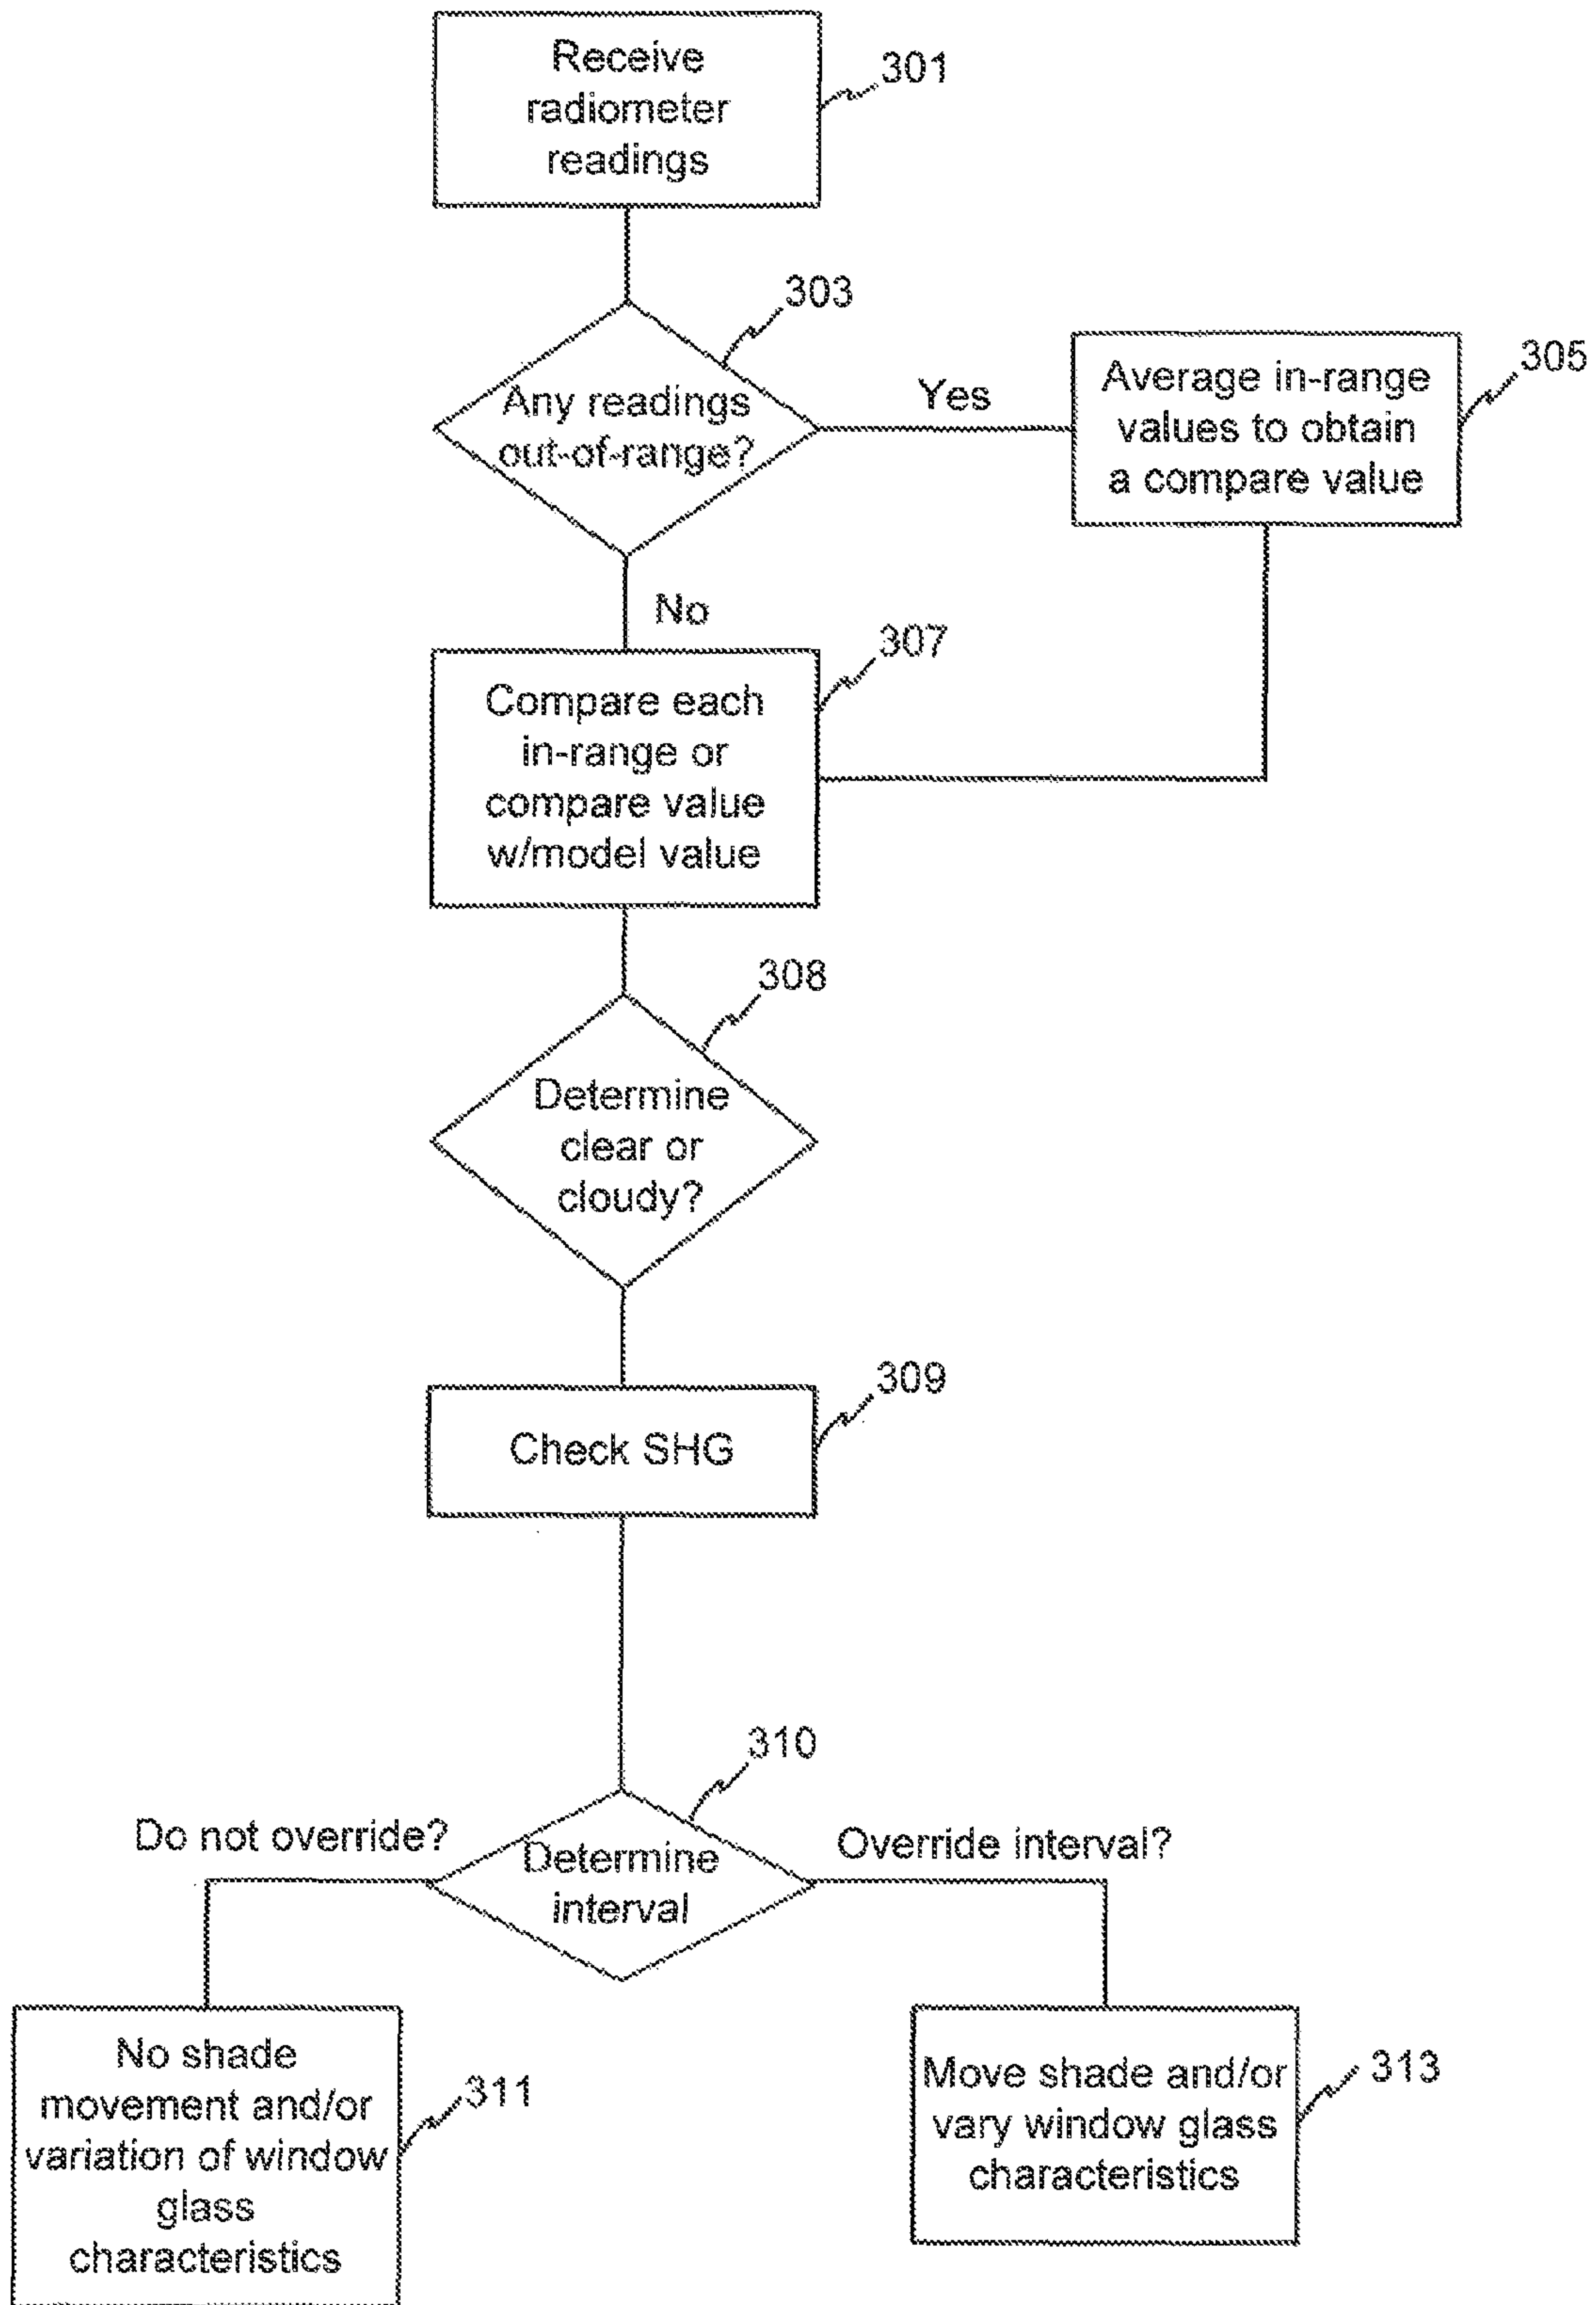 Receive
radiometer
readings
301
303
Any readings
out-of-range?
Yes
Average in-range
values to obtain
a compare value
305
No
307
Compare each
in-range or
compare value
w/model value
308
Determine
clear or
cloudy?
309
Check SHG
310
Do not override?
Determine
interval
Override interval?
No shade
movement and/or
variation of window
glass
characteristics
311
Move shade and/or
vary window glass
characteristics
313